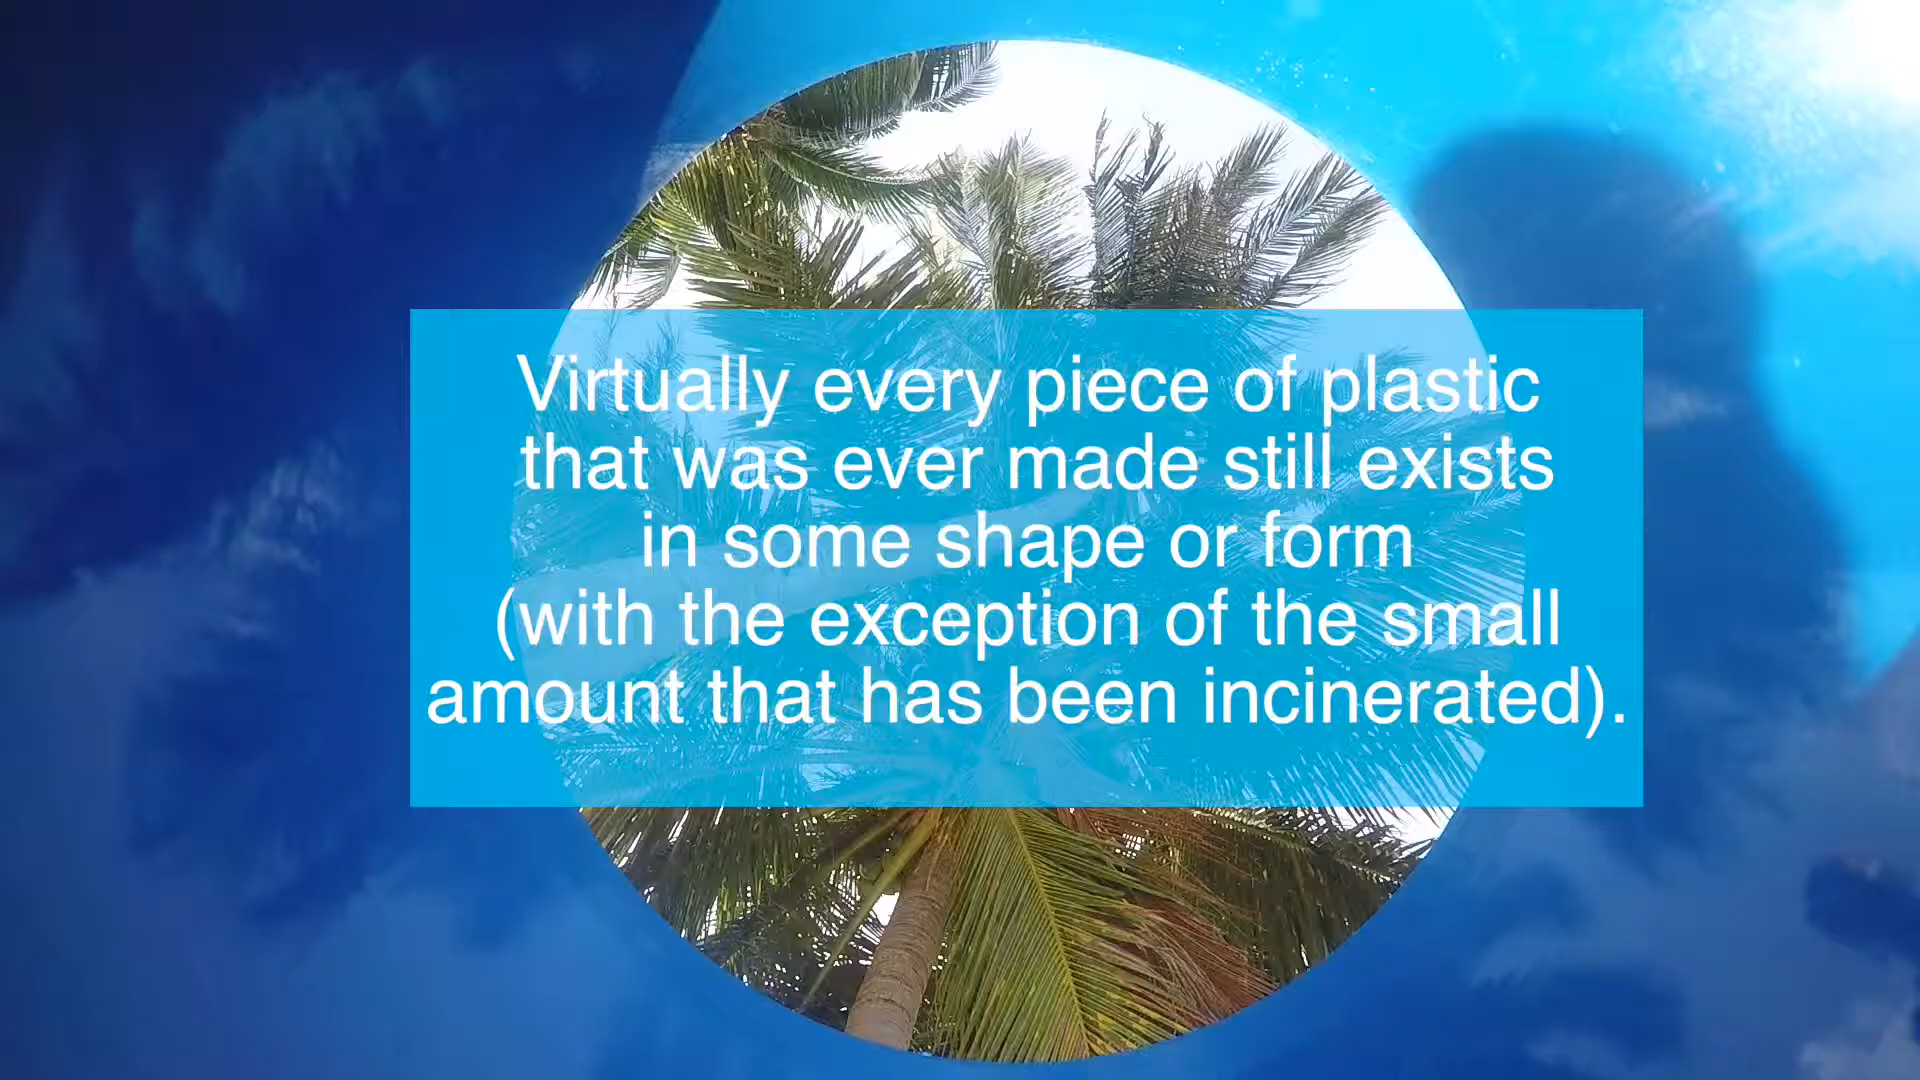 Virtually every piece of plastic
that was ever made still exists
in some shape or form
(with the exception of the small
amount that has been incinerated).